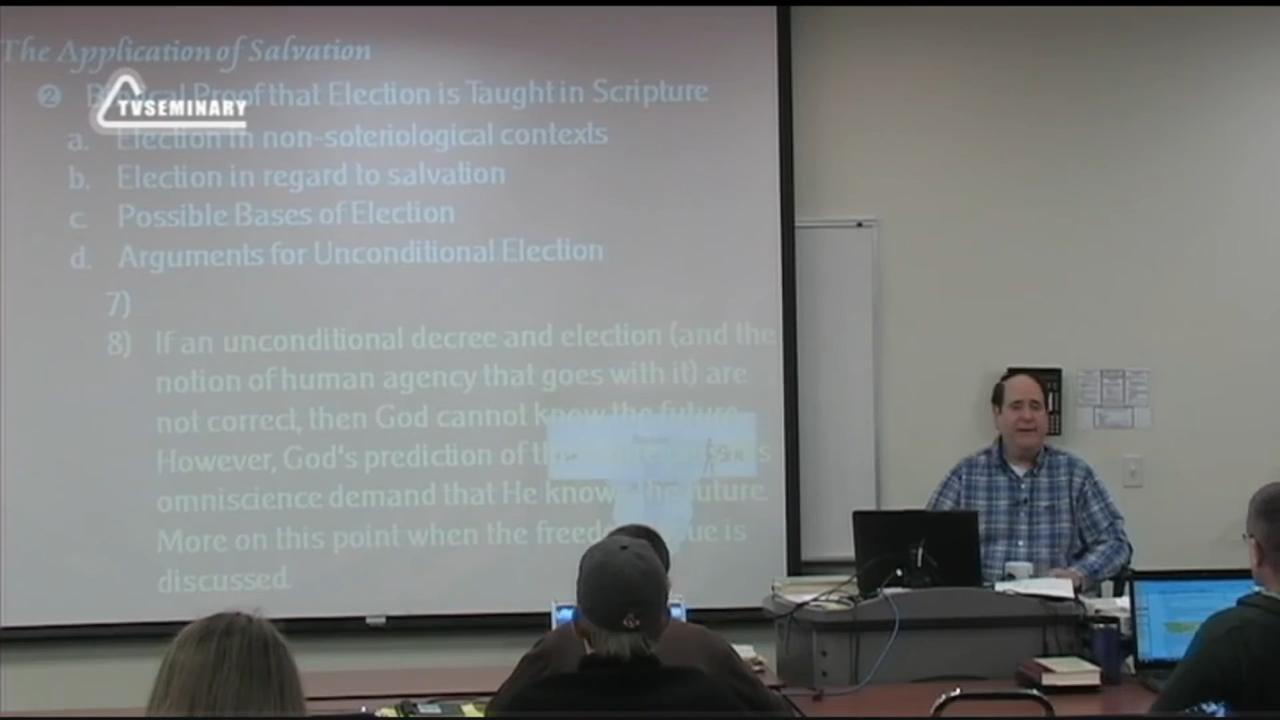 The Application of Salvation
❷ Biblical Proof that Election is Taught in Scripture
TVSEMINARY
a. Election in non-soteriological contexts
b. Election in regard to salvation
c. Possible Bases of Election
d. Arguments for Unconditional Election
7)
8) If an unconditional decree and election (and the
notion of human agency that goes with it) are
not correct, then God cannot know the future.
However, God's prediction of
omniscience demand that He knows the future.
More on this point when the freedom issue is
discussed.